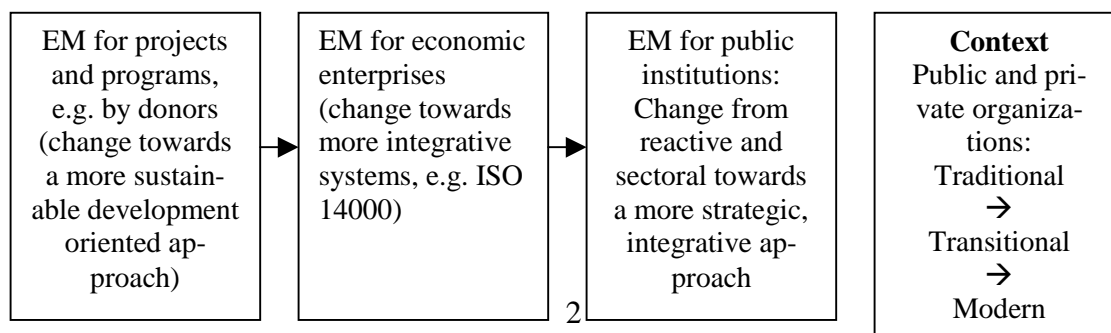 EM for projects
and programs,
e.g. by donors
(change towards
a more sustain-
able development
oriented ap-
proach)
EM for economic
enterprises
(change towards
more integrative
systems, e.g. ISO
14000)
EM for public
institutions:
Change from
reactive and
sectoral towards
a more strategic,
integrative ap-
proach
Context
Public and pri-
vate organiza-
tions:
Traditional
→
Transitional
→
Modern
2